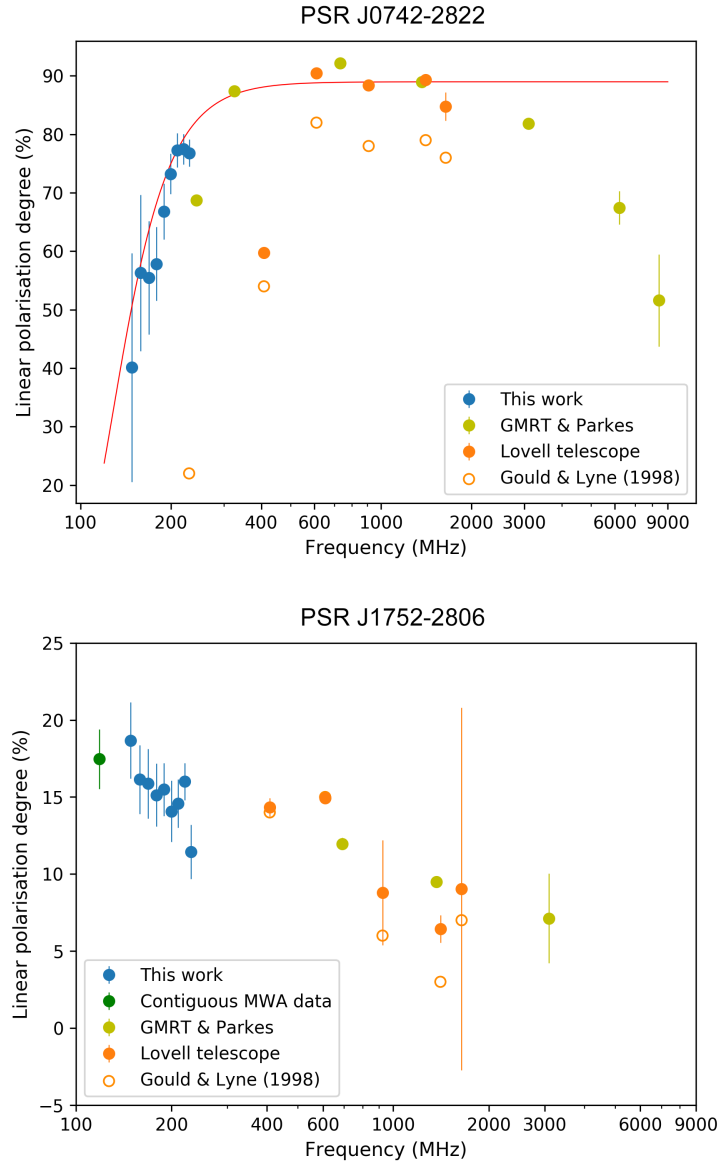 PSR J0742-2822
Linear polarisation degree (%)
90
80
70
60
50
40
30
20
This work
GMRT & Parkes
Lovell telescope
Gould & Lyne (1998)
100 200 400 600 1000 2000 3000 6000 9000
Frequency (MHz)
PSR J1752-2806
Linear polarisation degree (%)
25
20
15
10
5
0
−5
This work
Contiguous MWA data
GMRT & Parkes
Lovell telescope
Gould & Lyne (1998)
100 200 400 600 1000 2000 3000 6000 9000
Frequency (MHz)